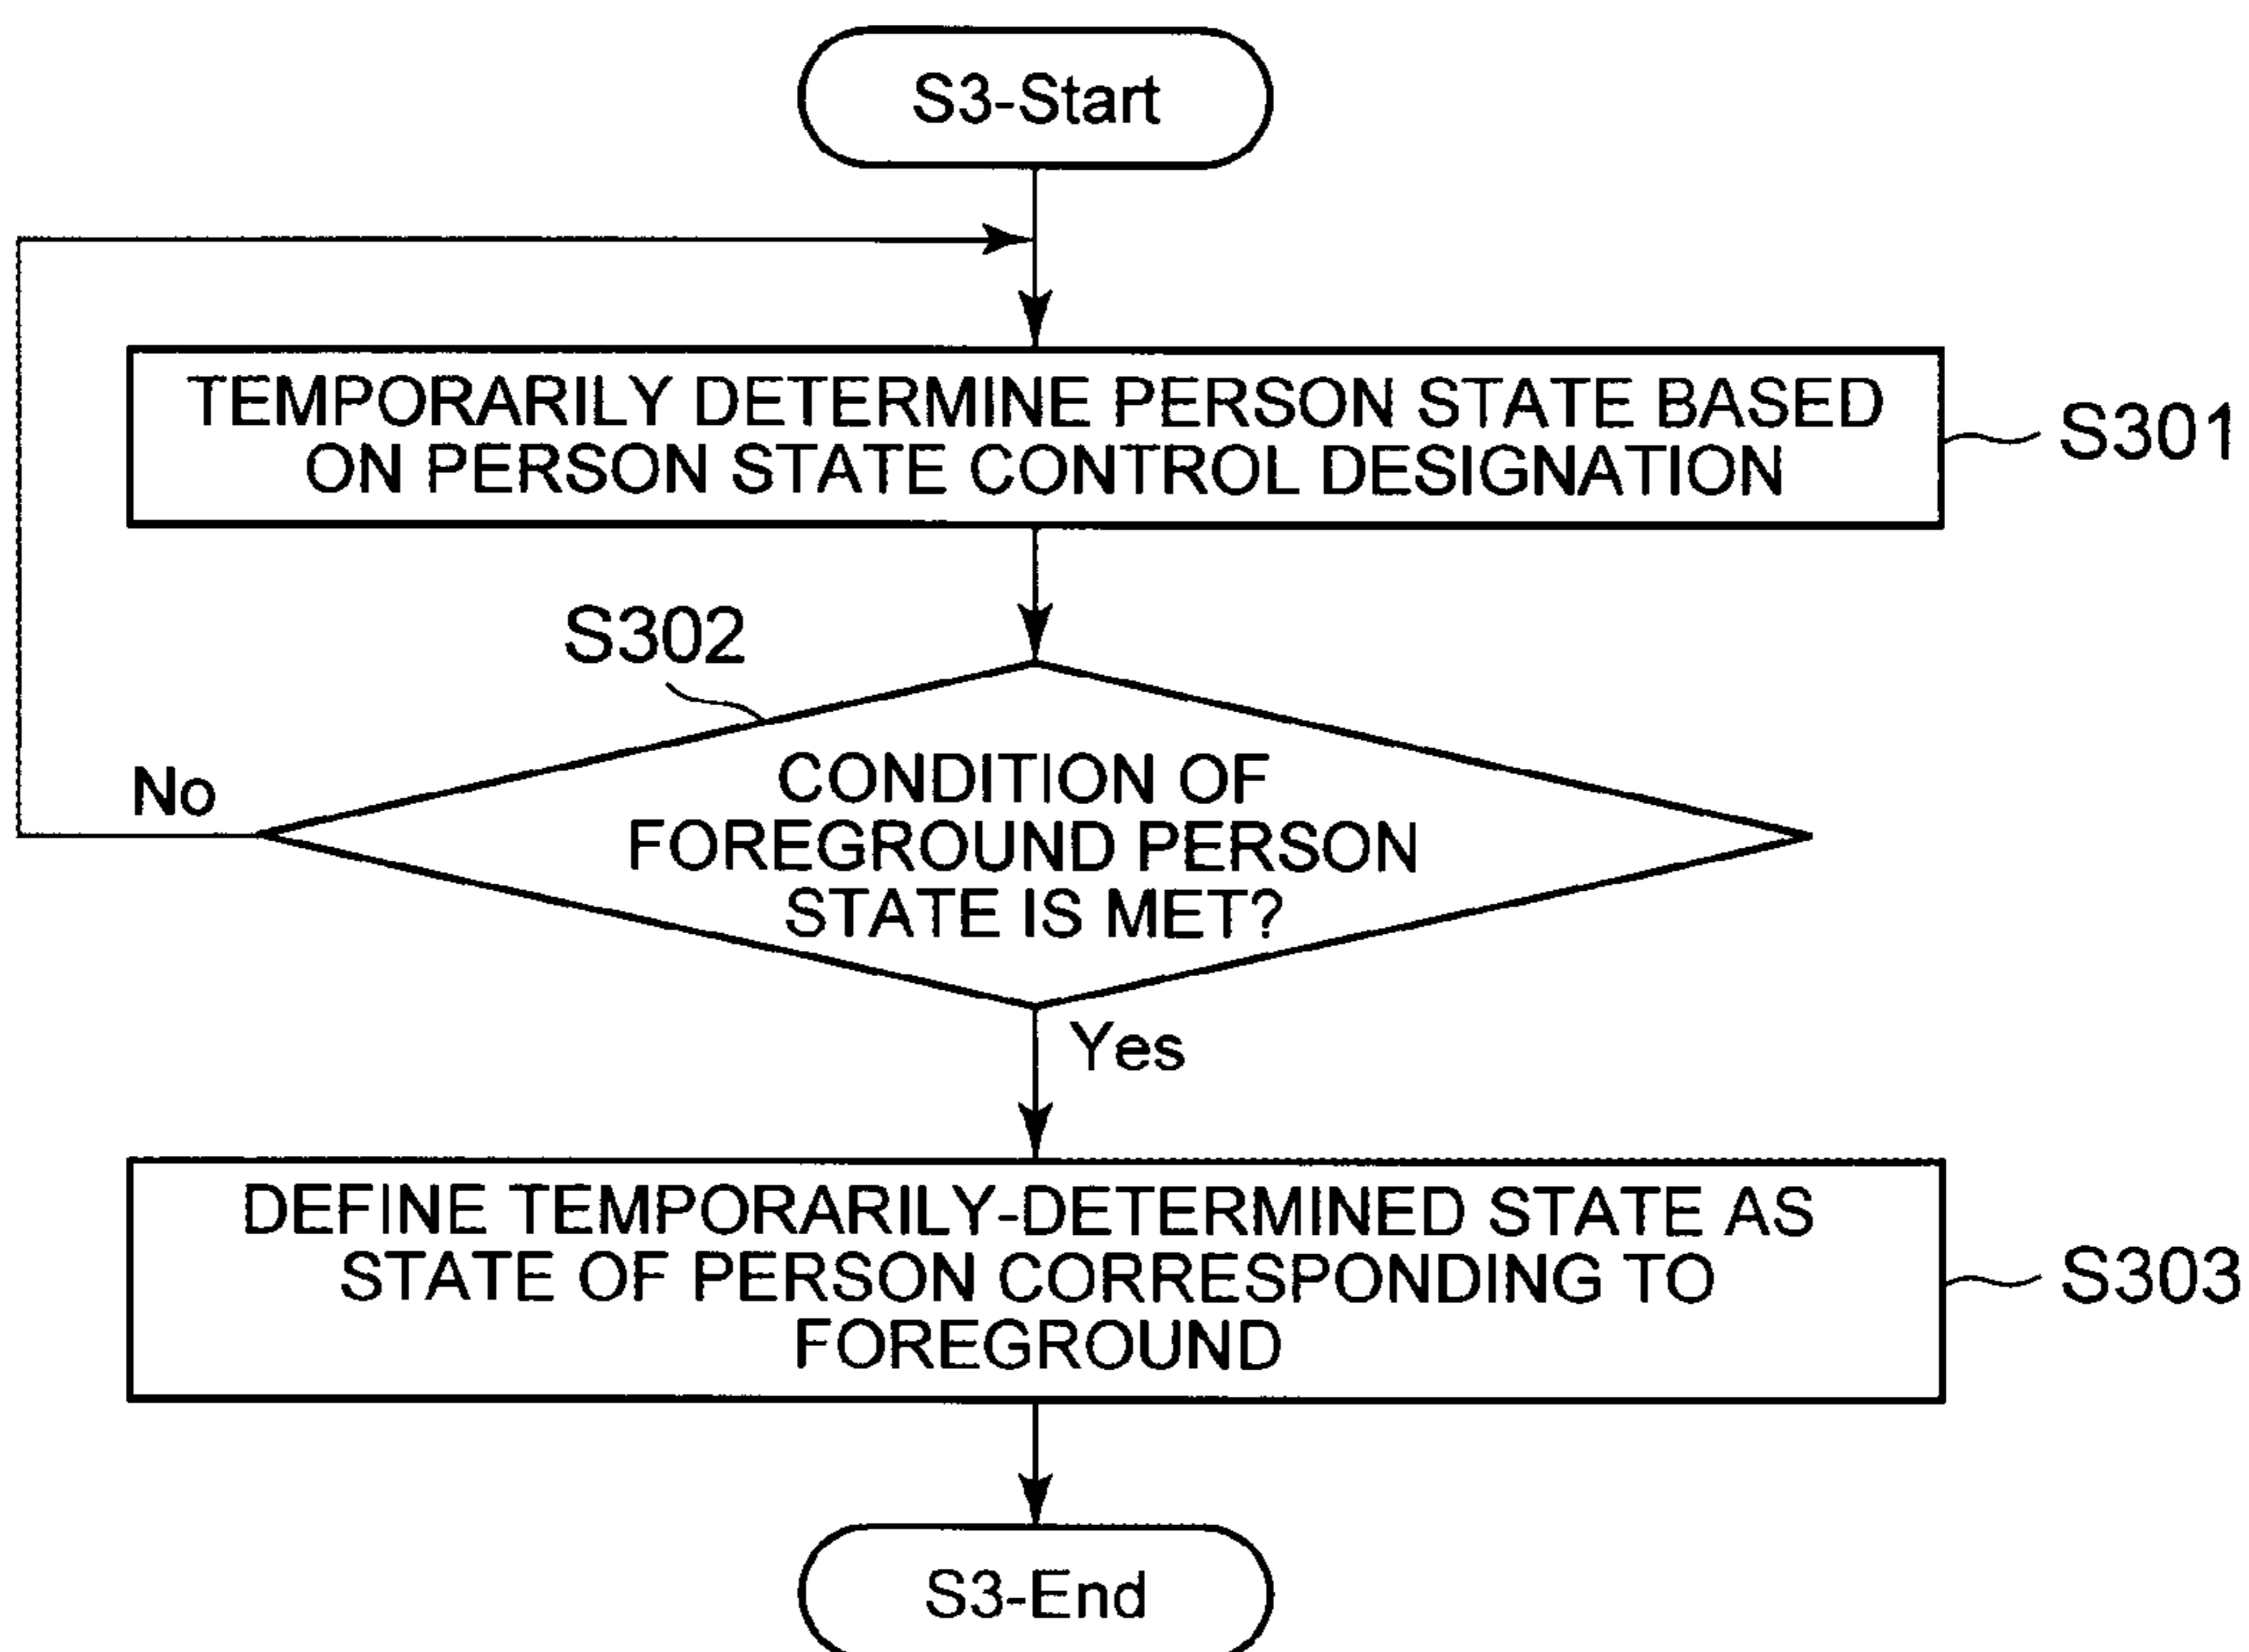 S3-Start
TEMPORARILY DETERMINE PERSON STATE BASED
ON PERSON STATE CONTROL DESIGNATION
S301
S302
CONDITION OF
FOREGROUND PERSON
STATE IS MET?
No
Yes
DEFINE TEMPORARILY-DETERMINED STATE AS
STATE OF PERSON CORRESPONDING TO
FOREGROUND
S303
S3-End